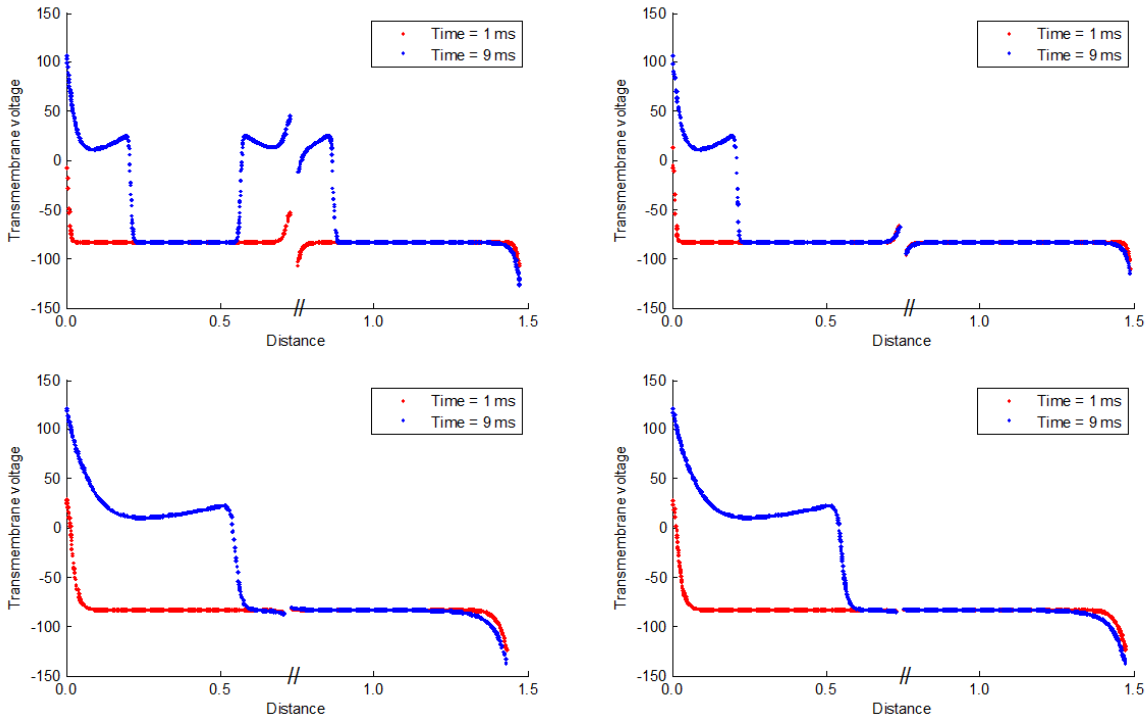 150
100
50
0
-50
-100
-150
Transmembrane voltage
Time = 1 ms
Time = 9 ms
0.0 0.5 // 1.0 1.5
Distance
150
100
50
0
-50
-100
-150
Transmembrane voltage
Time = 1 ms
Time = 9 ms
0.0 0.5 // 1.0 1.5
Distance
150
100
50
0
-50
-100
-150
Transmembrane voltage
Time = 1 ms
Time = 9 ms
0.0 0.5 // 1.0 1.5
Distance
150
100
50
0
-50
-100
-150
Transmembrane voltage
Time = 1 ms
Time = 9 ms
0.0 0.5 // 1.0 1.5
Distance